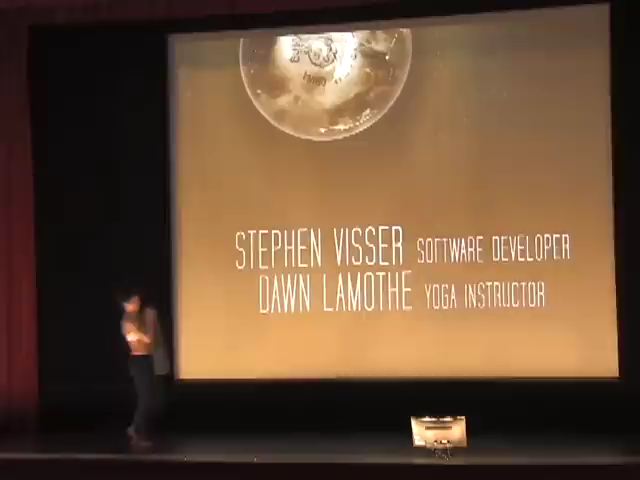 STEPHEN VISSER SOFTWARE DEVELOPER
DAWN LAMOTHE YOGA INSTRUCTOR